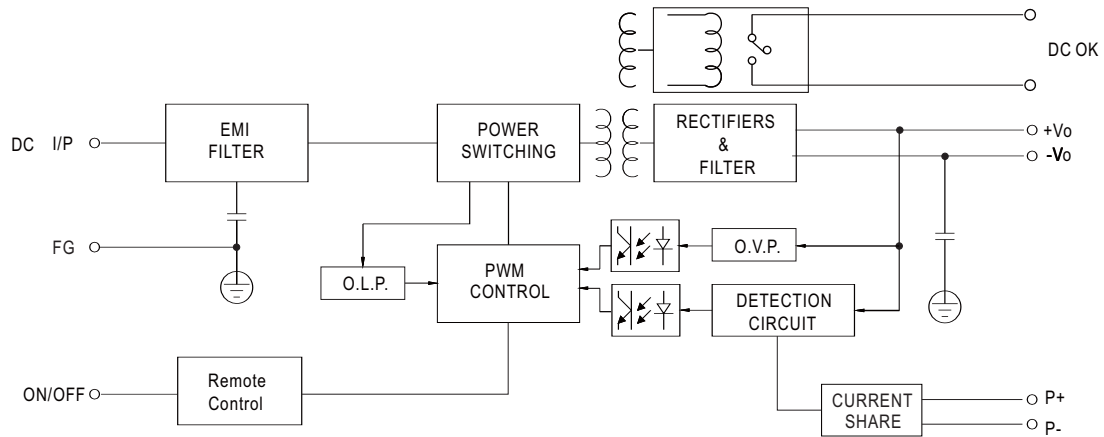 DC OK
DC I/P
EMI
FILTER
POWER
SWITCHING
RECTIFIERS
&
FILTER
+Vo
-Vo
FG
O.L.P.
PWM
CONTROL
O.V.P.
DETECTION
CIRCUIT
ON/OFF
Remote
Control
CURRENT
SHARE
P+
P-